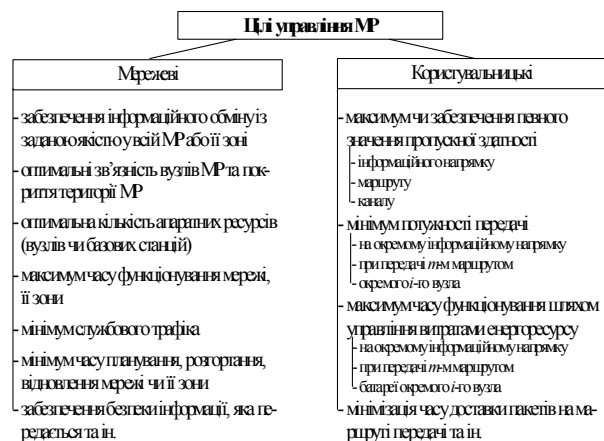 Цілі управління МР
Мережеві
- забезпечення інформаційного обміну із
заданою якістю у всій МР або її зоні
- оптимальні зв’язність вузлів МР та пок-
риття території МР
- оптимальна кількість апаратних ресурсів
(вузлів чи базових станцій)
- максимум часу функціонування мережі,
її зони
- мінімум службового трафіка
- мінімум часу планування, розгортання,
відновлення мережі чи її зони
- забезпечення безпеки інформації, яка пе-
редається та ін.
Користувальницькі
- максимум чи забезпечення певного
значення пропускної здатності
- інформаційного напрямку
- маршруту
- каналу
- мінімум потужності передачі
- на окремому інформаційному напрямку
- при передачі m-м маршрутом
- окремого i-го вузла
- максимум часу функціонування шляхом
управління витратами енергоресурсу
- на окремому інформаційному напрямку
- при передачі m-м маршрутом
- батареї окремого i-го вузла
- мінімізація часу доставки пакетів на ма-
ршруті передачі та ін.